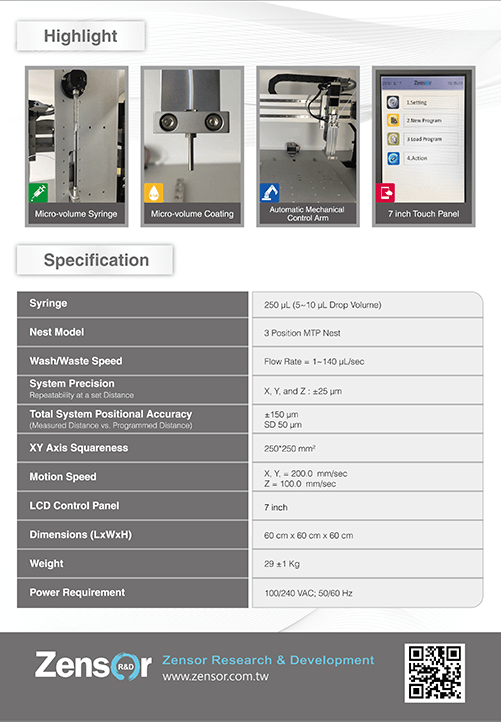 Highlight
Micro-volume Syringe
Micro-volume Coating
Automatic Mechanical
Control Arm
Zensor
1.Setting
2.New Program
3.Load Program
4.Action
7 inch Touch Panel
Specification
Syringe
250 µL (5~10 µL Drop Volume)
Nest Model
3 Position MTP Nest
Wash/Waste Speed
Flow Rate = 1~140 µL/sec
System Precision
Repeatability at a set Distance
X, Y, and Z : ±25 µm
Total System Positional Accuracy
(Measured Distance vs. Programmed Distance)
±150 µm
SD 50 µm
XY Axis Squareness
250*250 mm²
Motion Speed
X, Y, = 200.0 mm/sec
Z = 100.0 mm/sec
LCD Control Panel
7 inch
Dimensions (LxWxH)
60 cm x 60 cm x 60 cm
Weight
29 ±1 Kg
Power Requirement
100/240 VAC; 50/60 Hz
Zensor R&D
Zensor Research & Development
www.zensor.com.tw